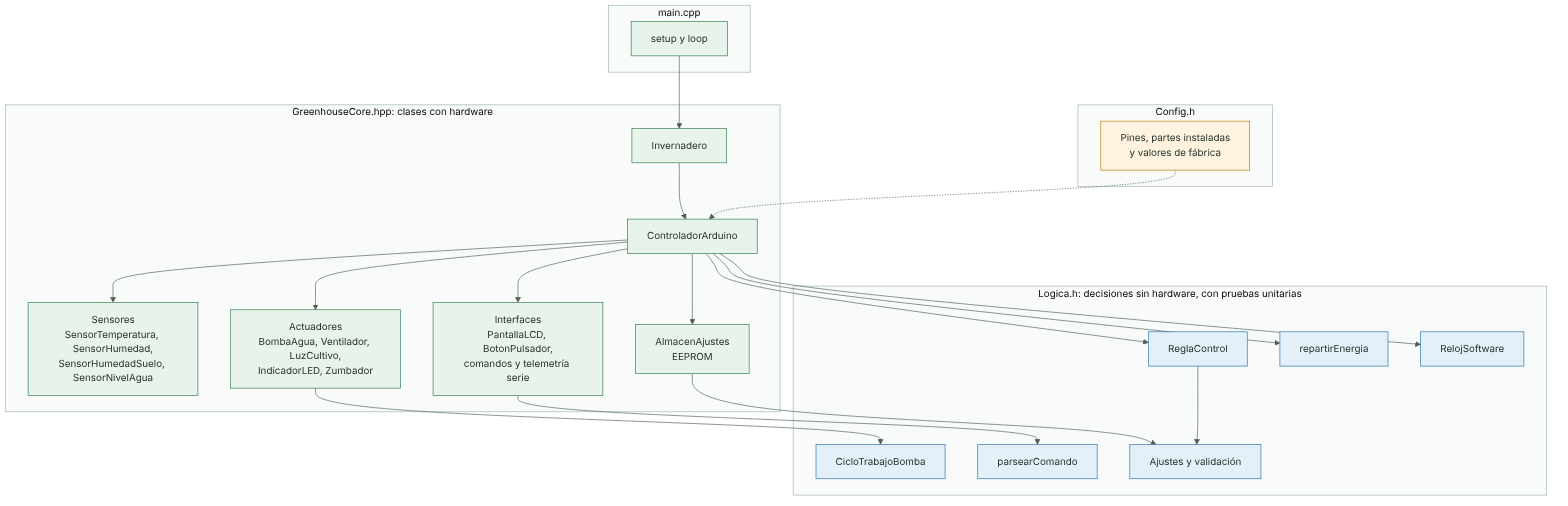 main.cpp
setup y loop
GreenhouseCore.hpp: clases con hardware
Invernadero
Config.h
Pines, partes instaladas
y valores de fábrica
ControladorArduino
Sensores
SensorTemperatura,
SensorHumedad,
SensorHumedadSuelo,
SensorNivelAgua
Actuadores
BombaAgua, Ventilador,
LuzCultivo,
IndicadorLED, Zumbador
Interfaces
PantallaLCD,
BotonPulsador,
comandos y telemetría
serie
AlmacenAjustes
EEPROM
Logica.h: decisiones sin hardware, con pruebas unitarias
ReglaControl
repartirEnergia
RelojSoftware
CicloTrabajoBomba
parsearComando
Ajustes y validación